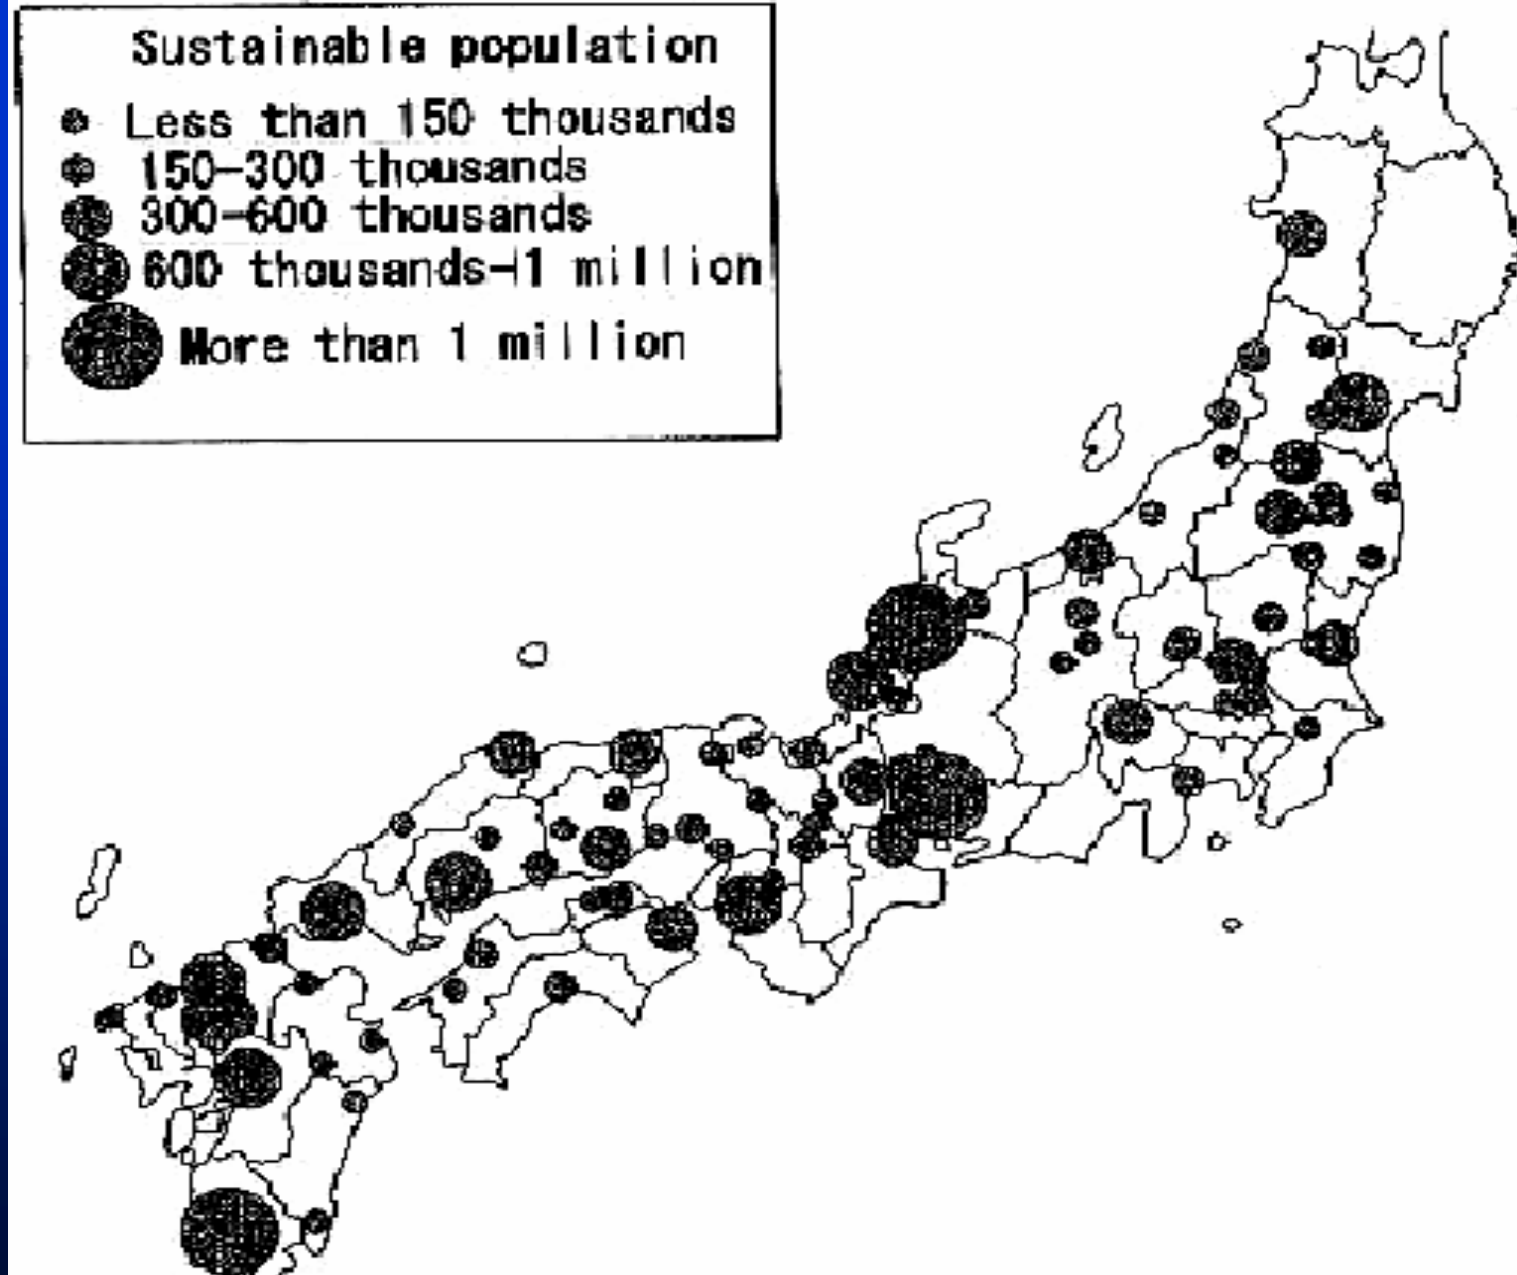 Sustainable population
Less than 150 thousands
150-300 thousands
300-600 thousands
600 thousands-1 million
More than 1 million